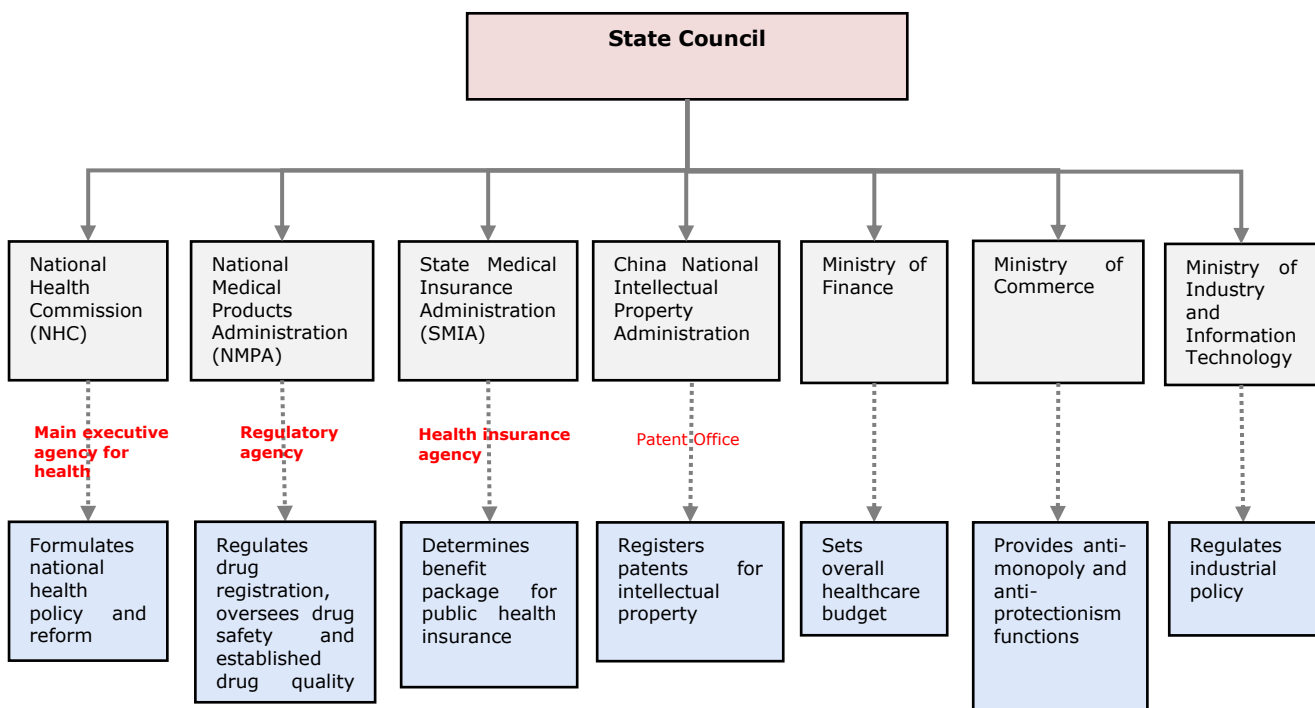 State Council
National
Health
Commission
(NHC)
National
Medical
Products
Administration
(NMPA)
State Medical
Insurance
Administration
(SMIA)
China National
Intellectual
Property
Administration
Ministry of
Finance
Ministry of
Commerce
Ministry of
Industry
and
Information
Technology
Main executive
agency for
health
Regulatory
agency
Health insurance
agency
Patent Office
Formulates
national
health
policy and
reform
Regulates
drug
registration,
oversees drug
safety and
established
drug quality
Determines
benefit
package for
public health
insurance
Registers
patents for
intellectual
property
Sets
overall
healthcare
budget
Provides anti-
monopoly and
anti-
protectionism
functions
Regulates
industrial
policy